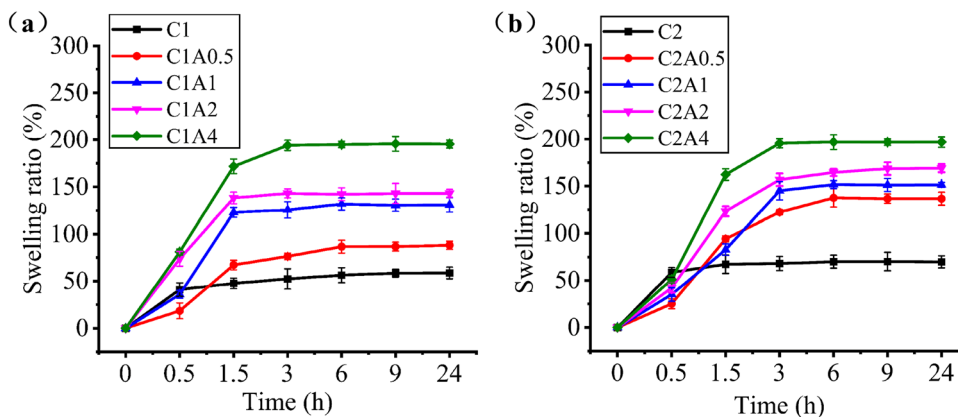 （a）
C1
C1A0.5
C1A1
C1A2
C1A4
Swelling ratio (%)
300
250
200
150
100
50
0
0 0.5 1.5 3 6 9 24
Time (h)
（b）
C2
C2A0.5
C2A1
C2A2
C2A4
Swelling ratio (%)
300
250
200
150
100
50
0
0 0.5 1.5 3 6 9 24
Time (h)